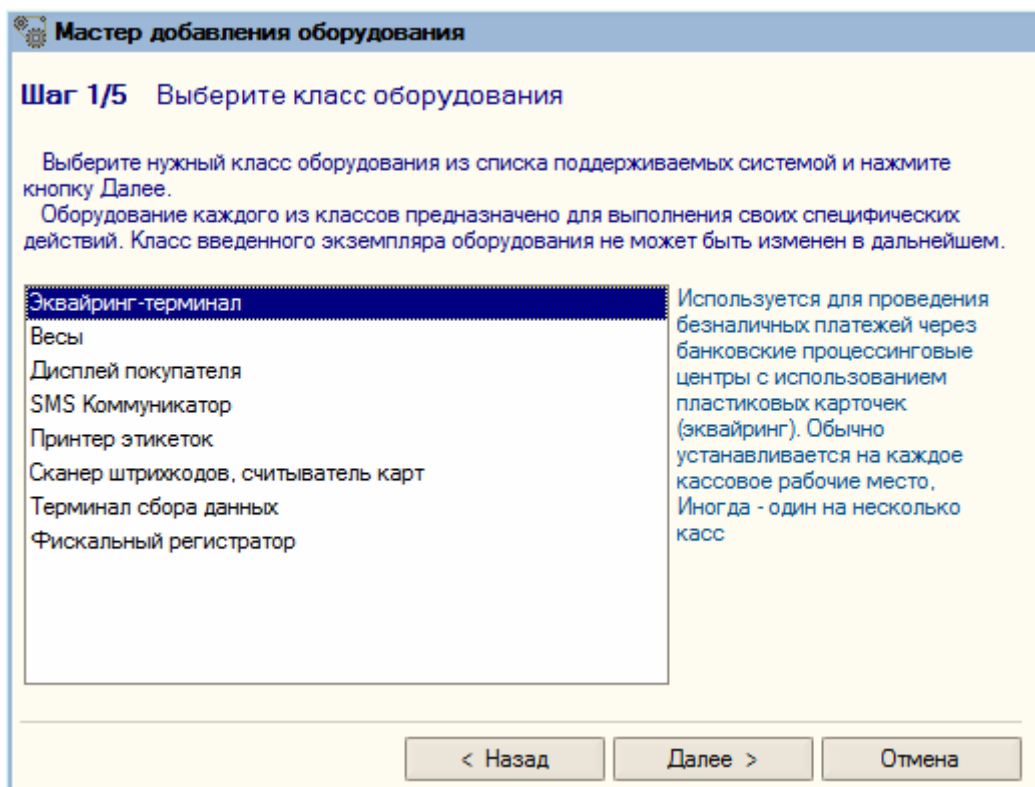 Мастер добавления оборудования
Шаг 1/5 Выберите класс оборудования
Выберите нужный класс оборудования из списка поддерживаемых системой и нажмите
кнопку Далее.
Оборудование каждого из классов предназначено для выполнения своих специфических
действий. Класс введенного экземпляра оборудования не может быть изменен в дальнейшем.
Эквайринг-терминал
Весы
Дисплей покупателя
SMS Коммуникатор
Принтер этикеток
Сканер штрихкодов, считыватель карт
Терминал сбора данных
Фискальный регистратор
Используется для проведения
безналичных платежей через
банковские процессинговые
центры с использованием
пластиковых карточек
(эквайринг). Обычно
устанавливается на каждое
кассовое рабочие место,
Иногда - один на несколько
касс
< Назад
Далее >
Отмена